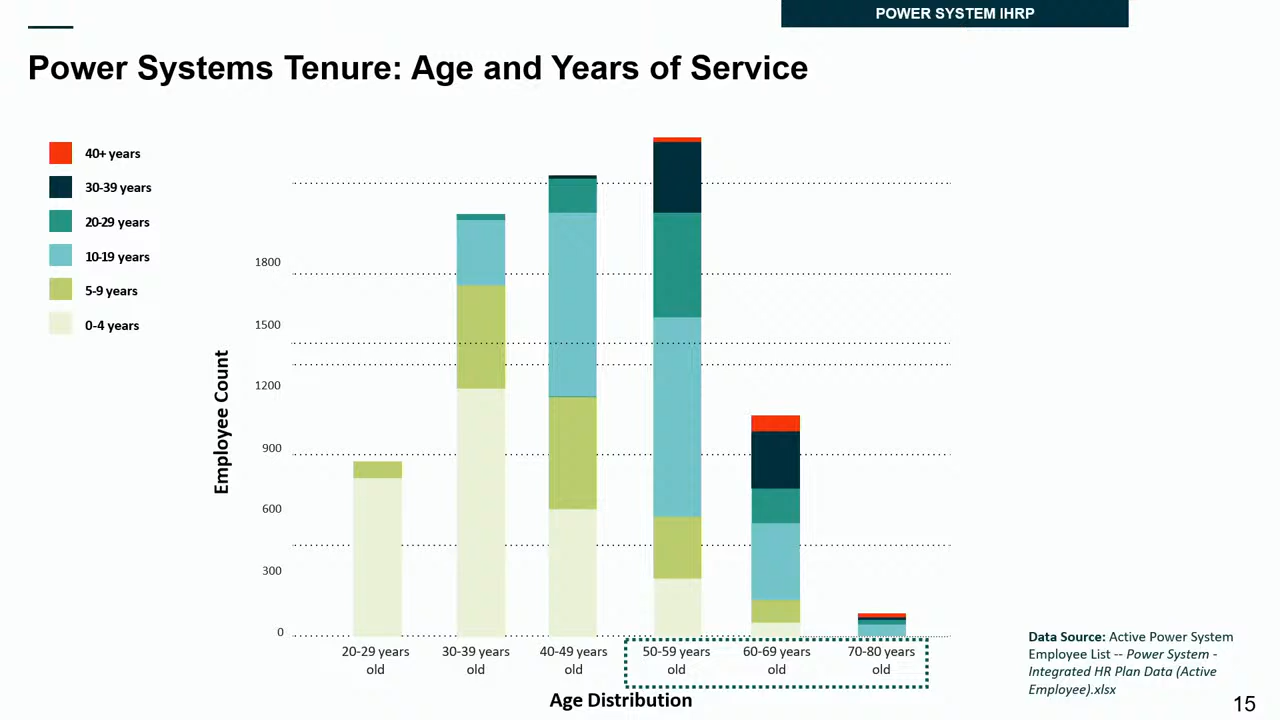 POWER SYSTEM IHRP
Power Systems Tenure: Age and Years of Service
40+ years
30-39 years
20-29 years
10-19 years
5-9 years
0-4 years
Employee Count
1800
1500
1200
900
600
300
0
20-29 years
old
30-39 years
old
40-49 years
old
50-59 years
old
60-69 years
old
70-80 years
old
Age Distribution
Data Source: Active Power System
Employee List -- Power System -
Integrated HR Plan Data (Active
Employee).xlsx
15